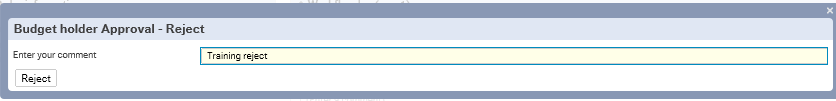 Budget holder Approval - Reject
Enter your comment
Training reject
Reject